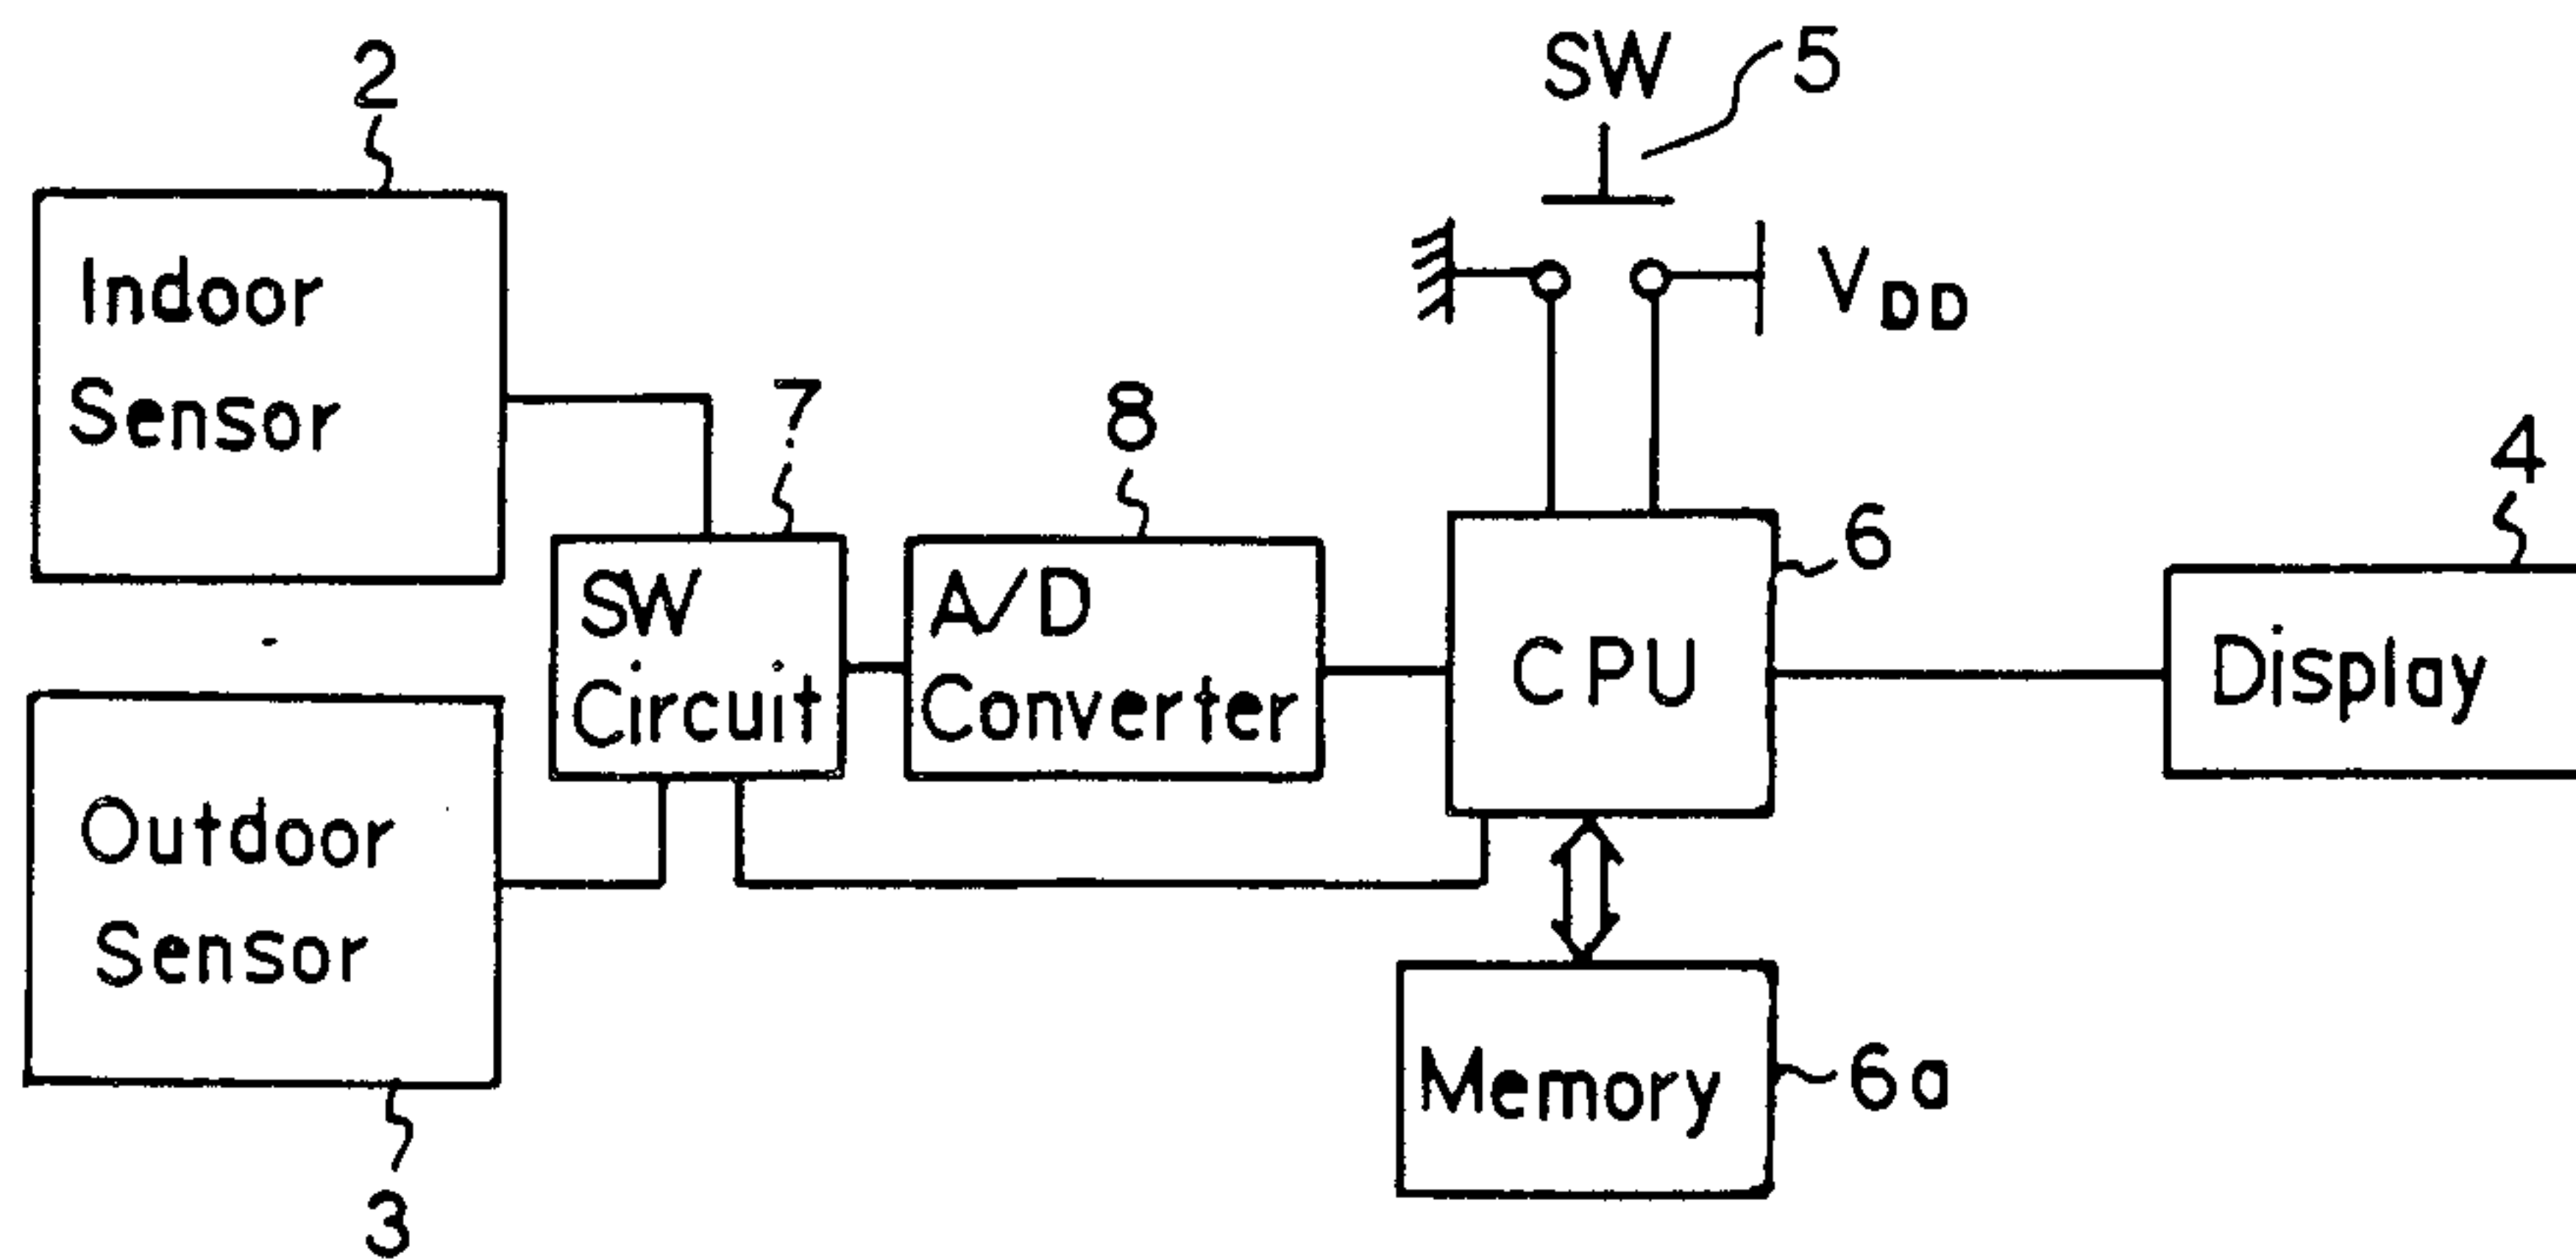 2
SW
5
Indoor
Sensor
V_DD
7
8
4
6
SW
Circuit
A/D
Converter
CPU
Display
Outdoor
Sensor
Memory
6a
3